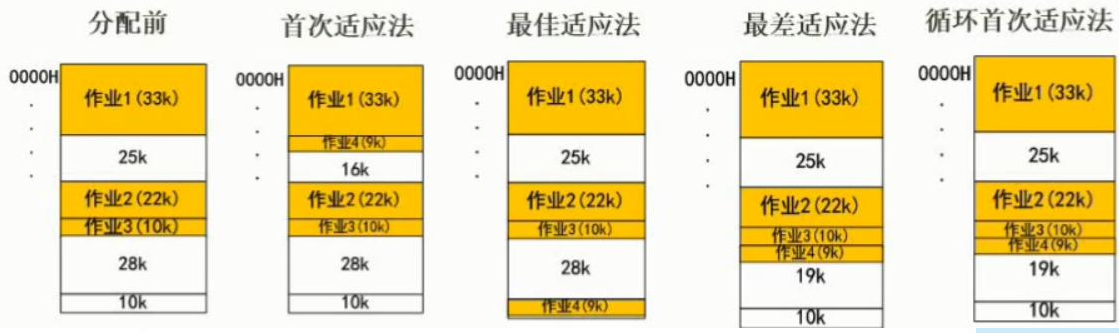 分配前
0000H
作业1(33k)
25k
作业2(22k)
作业3(10k)
28k
10k
首次适应法
0000H
作业1(33k)
作业4(9k)
16k
作业2(22k)
作业3(10k)
28k
10k
最佳适应法
0000H
作业1(33k)
25k
作业2(22k)
作业3(10k)
28k
作业4(9k)
最差适应法
0000H
作业1(33k)
25k
作业2(22k)
作业3(10k)
作业4(9k)
19k
10k
循环首次适应法
0000H
作业1(33k)
25k
作业2(22k)
作业3(10k)
作业4(9k)
19k
10k